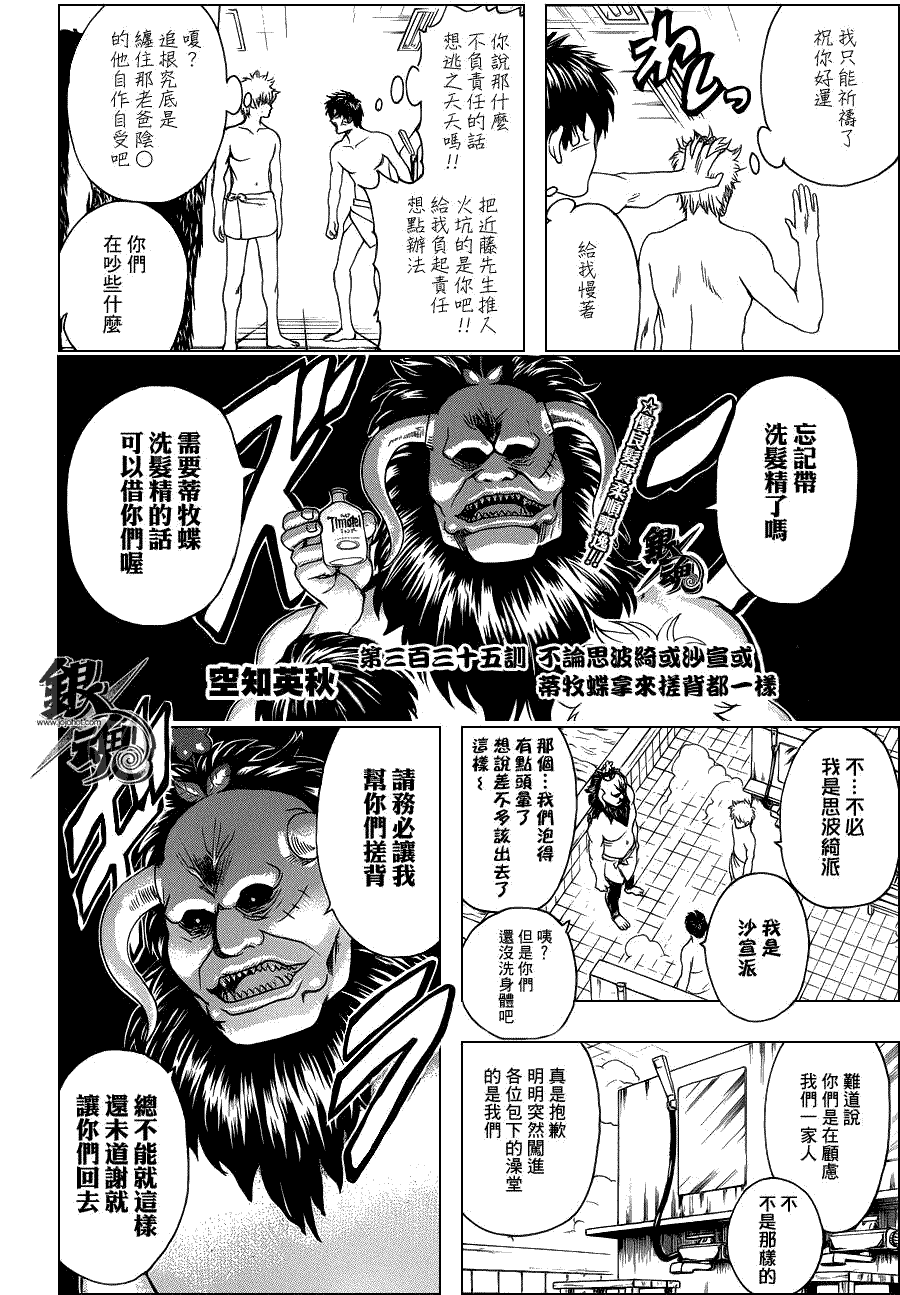 我只能祈禱了
祝你好運
わしっ
給我慢著
你說那什麼
不負責任的話
想逃之夭夭嗎!!
把近藤先生推入
火坑的是你吧!!
給我負起責任
想點辦法
嗄?
追根究底是
纏住那老爸陰○
的他自作自受吧
你們
在吵些什麼
忘記帶
洗髮精了嗎
☆優良髮質柔順飄逸!!
銀魂
Timotei
需要蒂牧蝶
洗髮精的話
可以借你們喔
第三百三十五訓 不論思波綺或沙宣或
蒂牧蝶拿來搓背都一樣
空知英秋
銀魂
www.jojohot.com
不…不必
我是思波綺派
我是
沙宣派
那個…我們泡得
有點頭暈了
想說差不多該出去了
這樣~
咦?
但是你們
還沒洗身體吧
難道說
你們是在顧慮
我們一家人
不
不是那樣的
真是抱歉
明明突然闖進
各位包下的澡堂
的是我們
請務必讓我
幫你們搓背
總不能就這樣
還未道謝就
讓你們回去